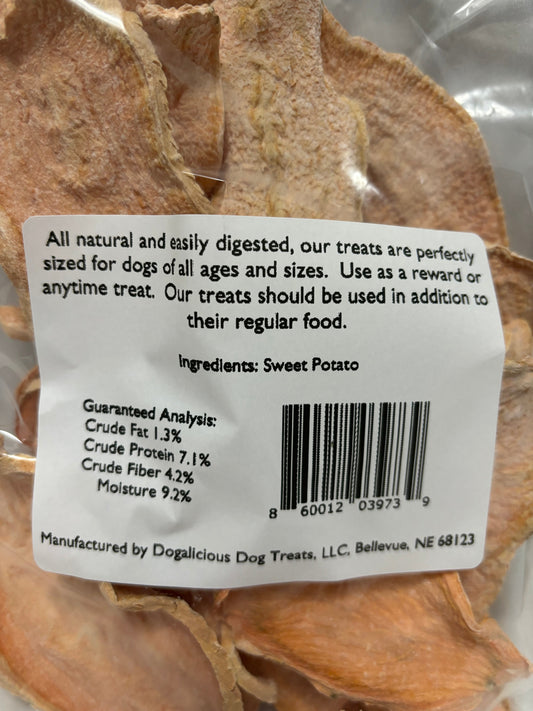 All natural and easily digested, our treats are perfectly
sized for dogs of all ages and sizes. Use as a reward or
anytime treat. Our treats should be used in addition to
their regular food.
Ingredients: Sweet Potato
Guaranteed Analysis:
Crude Fat 1.3%
Crude Protein 7.1%
Crude Fiber 4.2%
Moisture 9.2%
8 60012 03973 9
Manufactured by Dogalicious Dog Treats, LLC, Bellevue, NE 68123